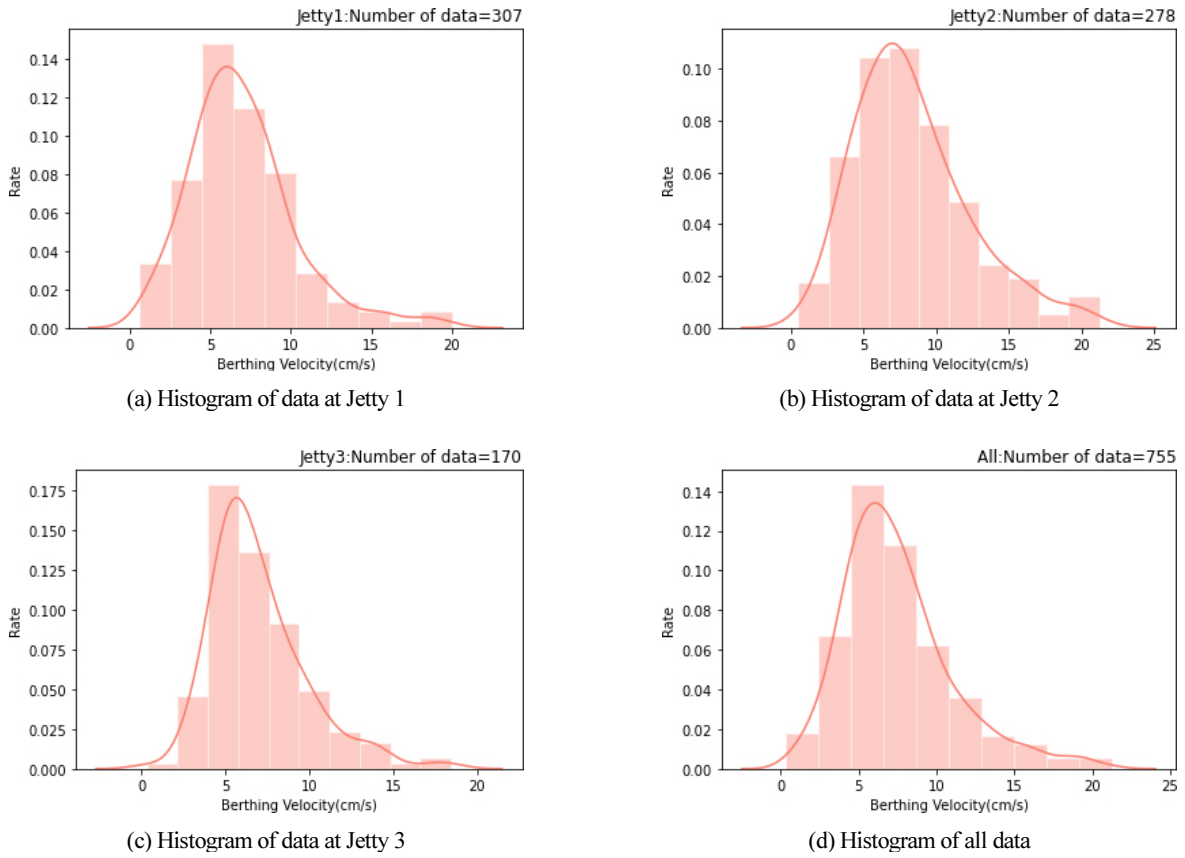 Jetty1:Number of data=307
0.14
0.12
0.10
0.08
0.06
0.04
0.02
0.00
Rate
0 5 10 15 20
Berthing Velocity(cm/s)
(a) Histogram of data at Jetty 1
Jetty2:Number of data=278
0.10
0.08
0.06
0.04
0.02
0.00
Rate
0 5 10 15 20 25
Berthing Velocity(cm/s)
(b) Histogram of data at Jetty 2
Jetty3:Number of data=170
0.175
0.150
0.125
0.100
0.075
0.050
0.025
0.000
Rate
0 5 10 15 20
Berthing Velocity(cm/s)
(c) Histogram of data at Jetty 3
All:Number of data=755
0.14
0.12
0.10
0.08
0.06
0.04
0.02
0.00
Rate
0 5 10 15 20 25
Berthing Velocity(cm/s)
(d) Histogram of all data